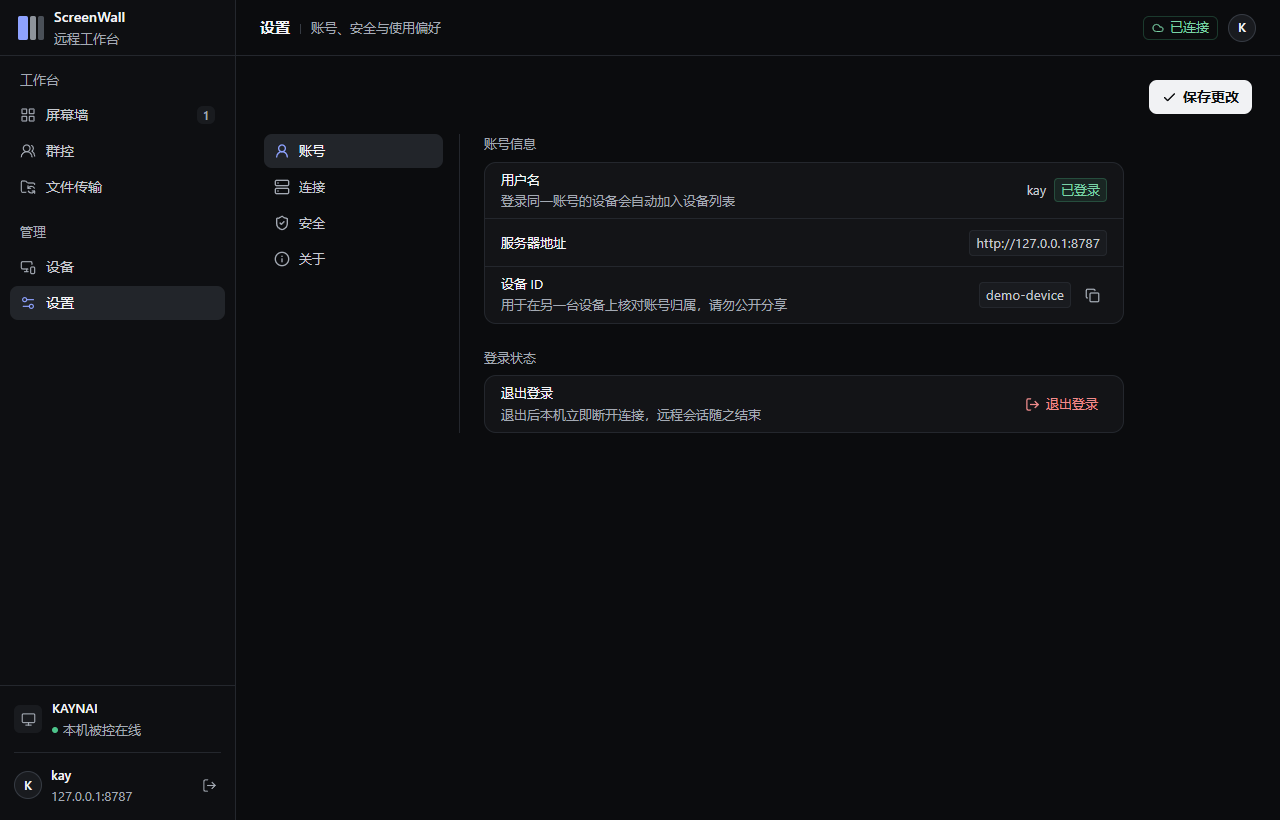 ScreenWall
远程工作台
设置
账号、安全与使用偏好
已连接
K
工作台
屏幕墙
1
群控
文件传输
管理
设备
设置
保存更改
账号
连接
安全
关于
账号信息
用户名
登录同一账号的设备会自动加入设备列表
kay
已登录
服务器地址
http://127.0.0.1:8787
设备 ID
用于在另一台设备上核对账号归属，请勿公开分享
demo-device
登录状态
退出登录
退出后本机立即断开连接，远程会话随之结束
退出登录
KAYNAI
本机被控在线
K
kay
127.0.0.1:8787